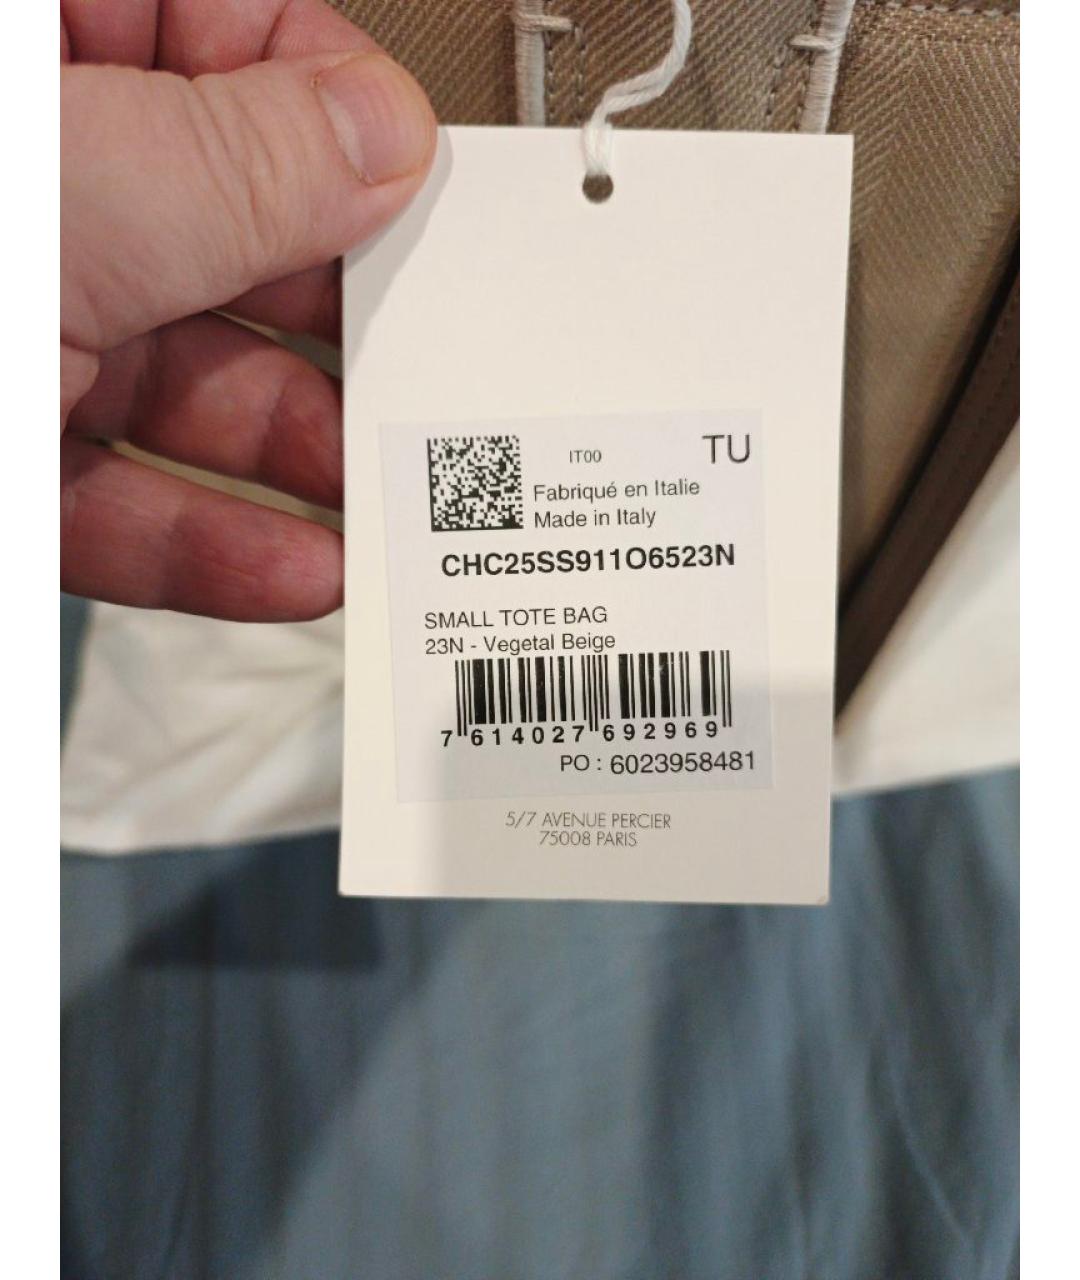 IT00
TU
Fabriqué en Italie
Made in Italy
CHC25SS911O6523N
SMALL TOTE BAG
23N - Vegetal Beige
7 614027 692969
PO : 6023958481
5/7 AVENUE PERCIER
75008 PARIS